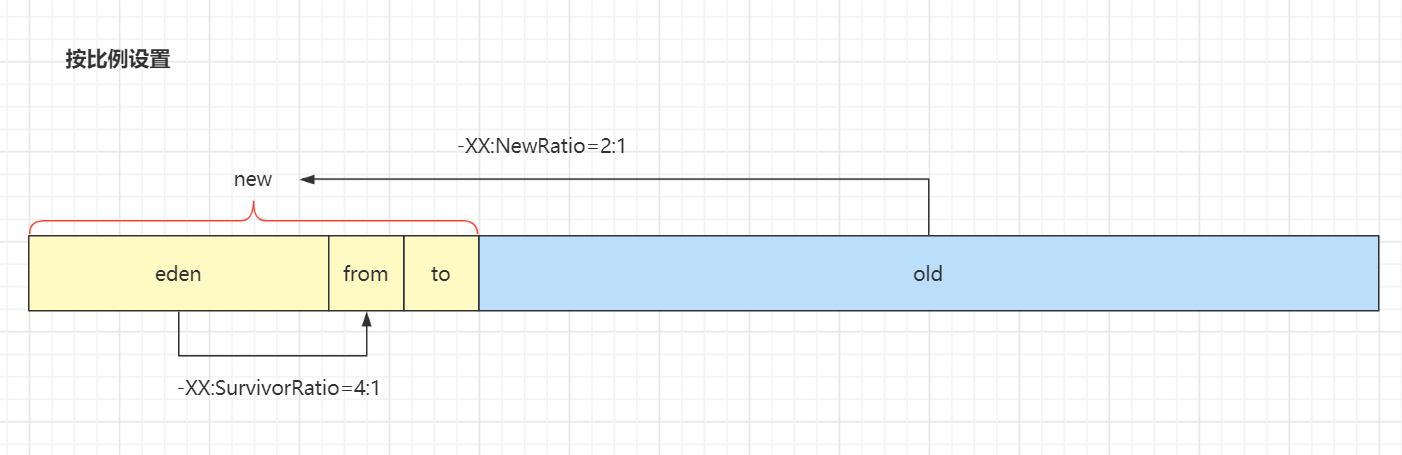 按比例设置
-XX:NewRatio=2:1
new
eden
from
to
old
-XX:SurvivorRatio=4:1